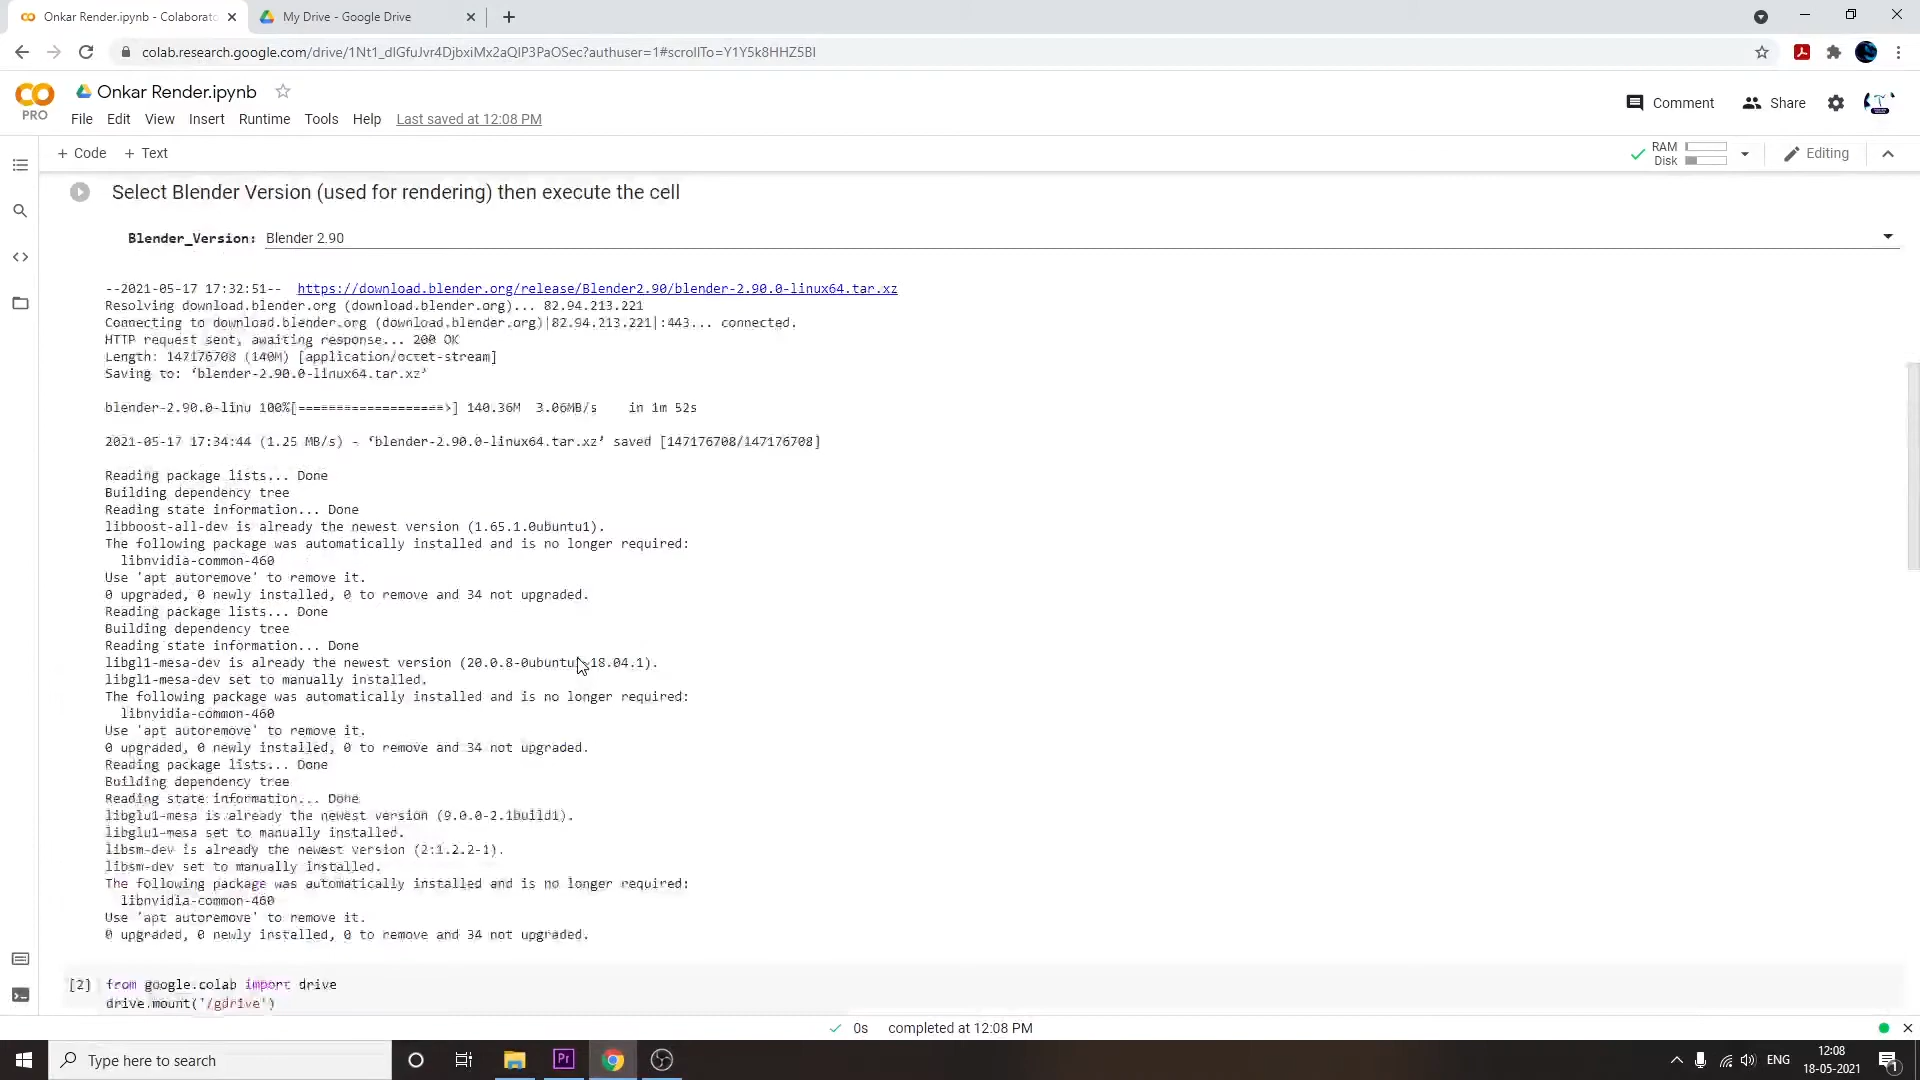 Onkar Render.ipynb - Colaborato
My Drive - Google Drive
colab.research.google.com/drive/1Nt1_dlGfuJvr4DjbxiMx2aQIP3PaOSec?authuser=1#scrollTo=Y1Y5k8HHZ5BI
CO
PRO
Onkar Render.ipynb
Comment
Share
File Edit View Insert Runtime Tools Help Last saved at 12:08 PM
+ Code + Text
RAM
Disk
Editing
Select Blender Version (used for rendering) then execute the cell
Blender_Version: Blender 2.90
--2021-05-17 17:32:51-- https://download.blender.org/release/Blender2.90/blender-2.90.0-linux64.tar.xz
Resolving download.blender.org (download.blender.org)... 82.94.213.221
Connecting to download.blender.org (download.blender.org)|82.94.213.221|:443... connected.
HTTP request sent, awaiting response... 200 OK
Length: 147176708 (140M) [application/octet-stream]
Saving to: ‘blender-2.90.0-linux64.tar.xz’
blender-2.90.0-linu 100%[===================>] 140.36M 3.06MB/s in 1m 52s
2021-05-17 17:34:44 (1.25 MB/s) - ‘blender-2.90.0-linux64.tar.xz’ saved [147176708/147176708]
Reading package lists... Done
Building dependency tree
Reading state information... Done
libboost-all-dev is already the newest version (1.65.1.0ubuntu1).
The following package was automatically installed and is no longer required:
libnvidia-common-460
Use 'apt autoremove' to remove it.
0 upgraded, 0 newly installed, 0 to remove and 34 not upgraded.
Reading package lists... Done
Building dependency tree
Reading state information... Done
libgl1-mesa-dev is already the newest version (20.0.8-0ubuntu1~18.04.1).
libgl1-mesa-dev set to manually installed.
The following package was automatically installed and is no longer required:
libnvidia-common-460
Use 'apt autoremove' to remove it.
0 upgraded, 0 newly installed, 0 to remove and 34 not upgraded.
Reading package lists... Done
Building dependency tree
Reading state information... Done
libglu1-mesa is already the newest version (9.0.0-2.1build1).
libglu1-mesa set to manually installed.
libsm-dev is already the newest version (2:1.2.2-1).
libsm-dev set to manually installed.
The following package was automatically installed and is no longer required:
libnvidia-common-460
Use 'apt autoremove' to remove it.
0 upgraded, 0 newly installed, 0 to remove and 34 not upgraded.
[2] from google.colab import drive
drive.mount('/gdrive')
0s completed at 12:08 PM
Type here to search
Pr
ENG
12:08
18-05-2021
1